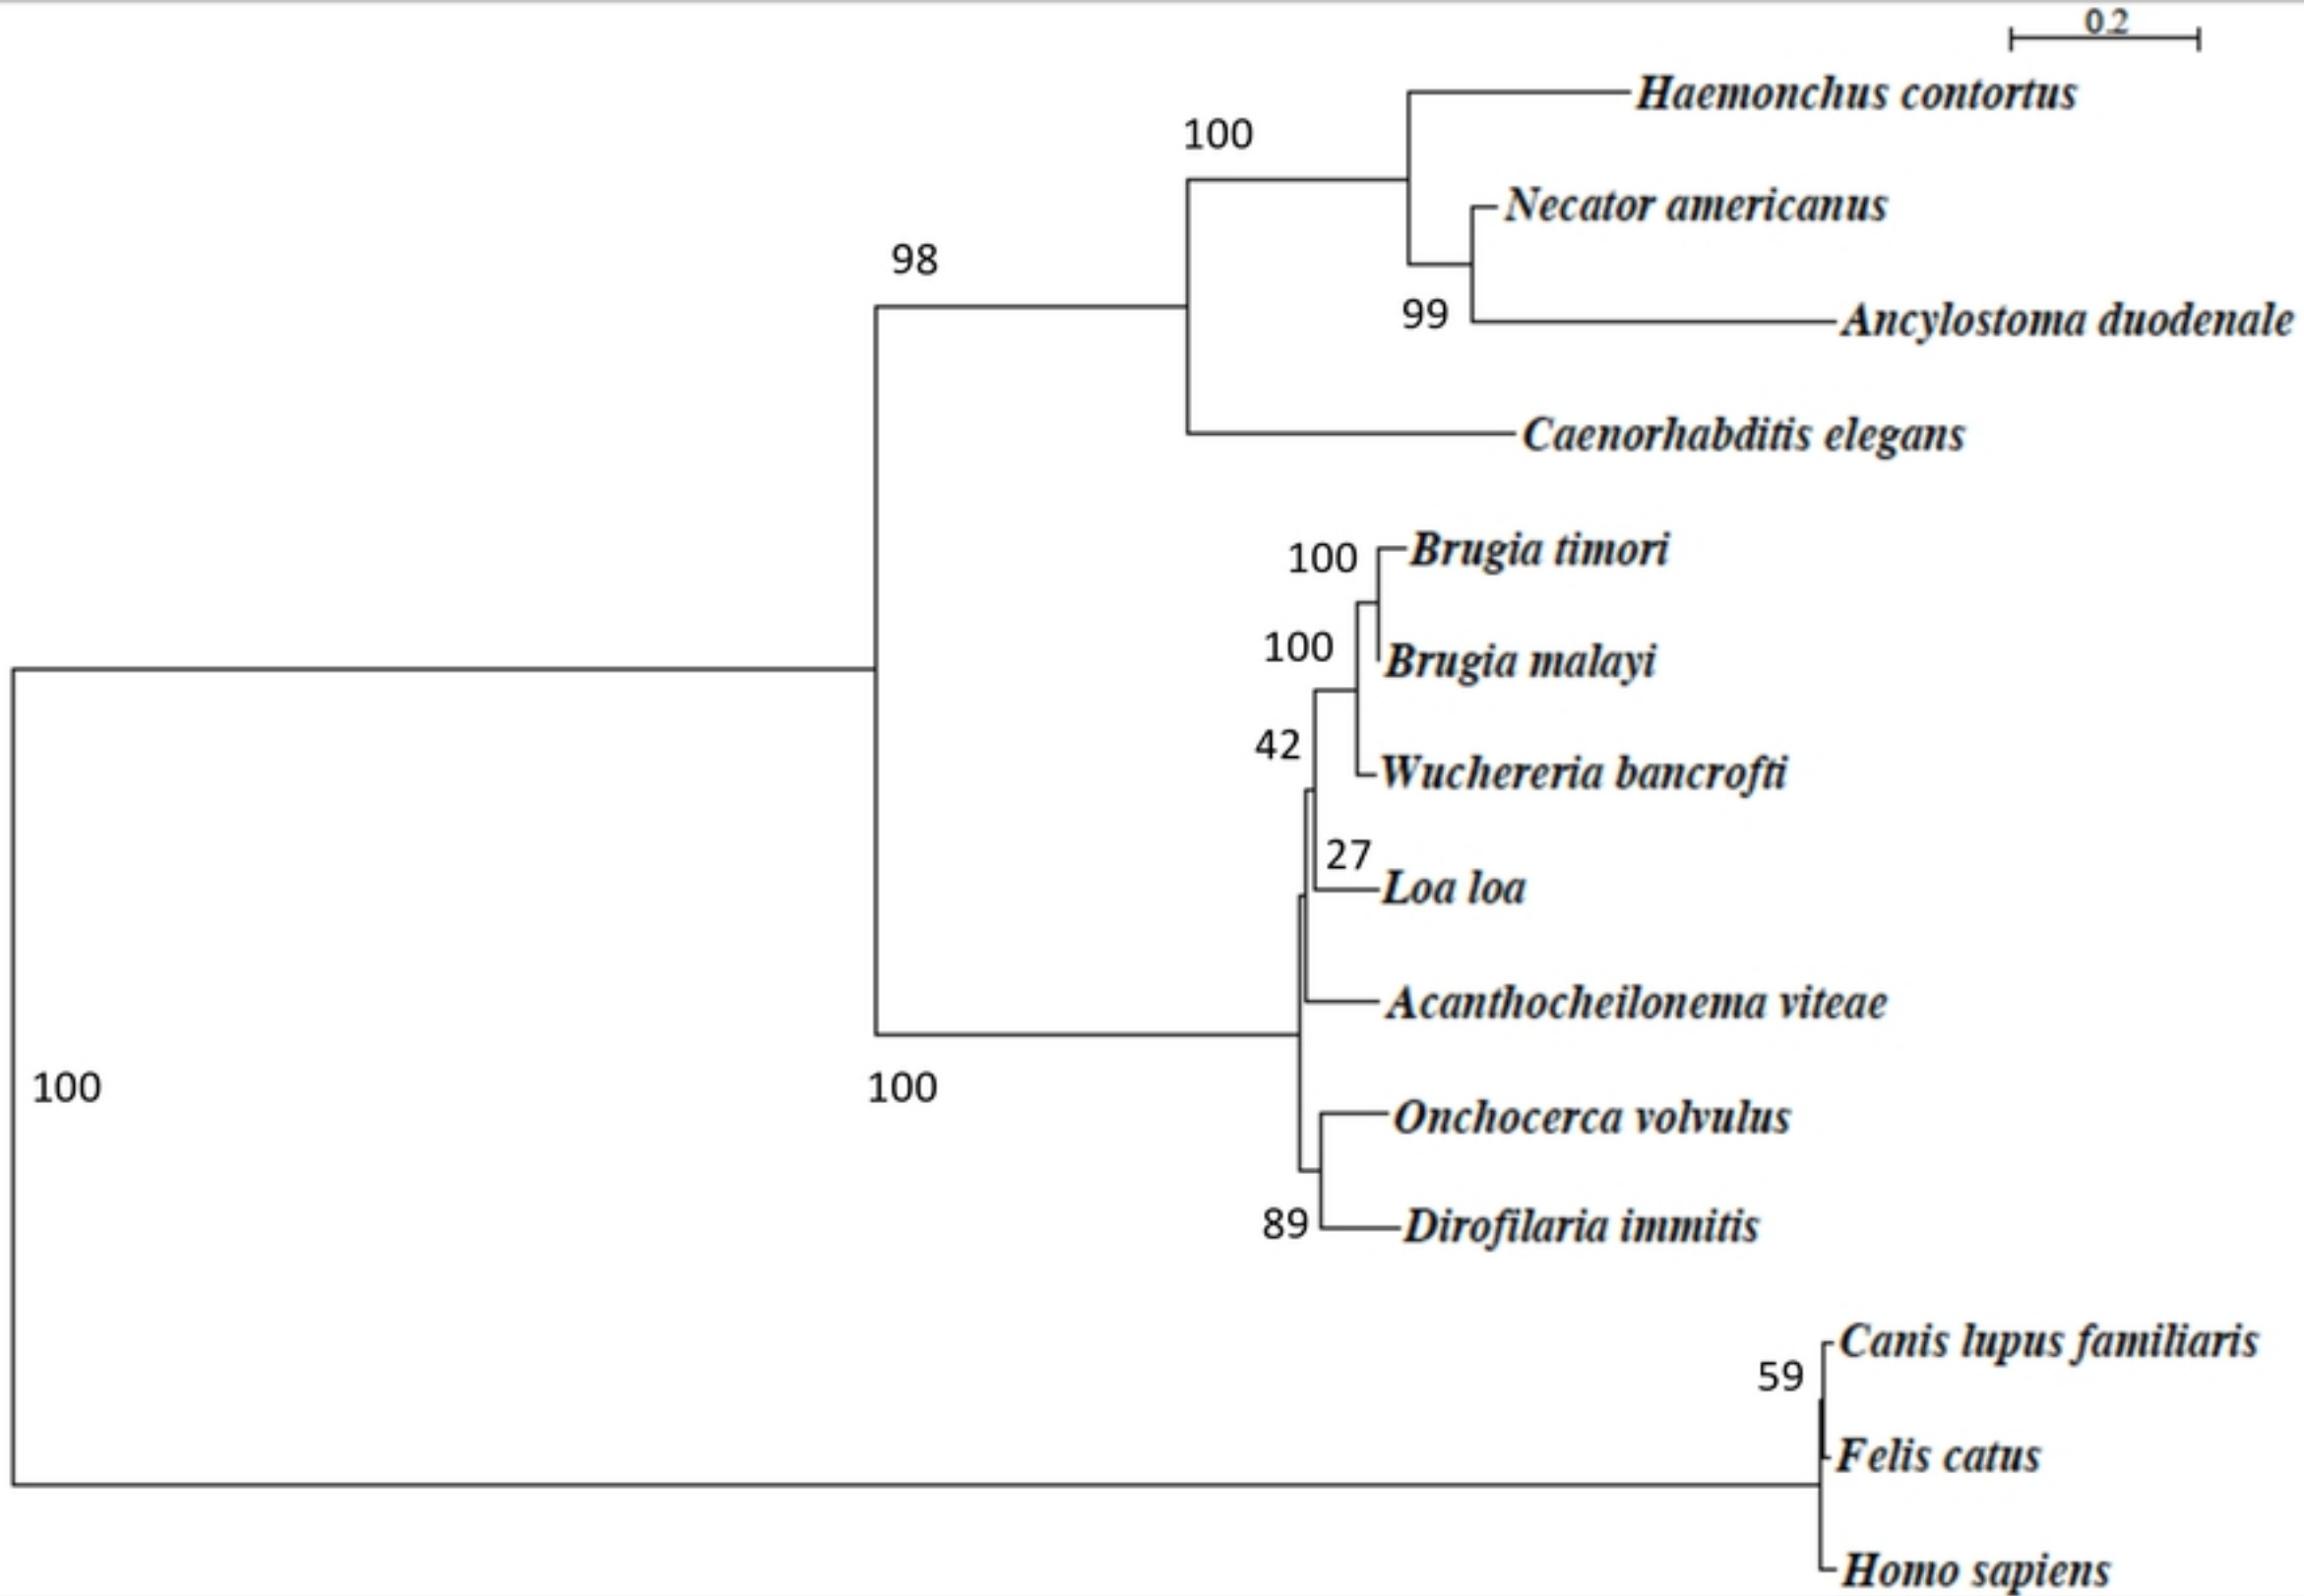 0.2
Haemonchus contortus
100
Necator americanus
98
99
Ancylostoma duodenale
Caenorhabditis elegans
100
Brugia timori
100
Brugia malayi
42
Wuchereria bancrofti
27
Loa loa
Acanthocheilonema viteae
100
100
Onchocerca volvulus
89
Dirofilaria immitis
Canis lupus familiaris
59
Felis catus
Homo sapiens